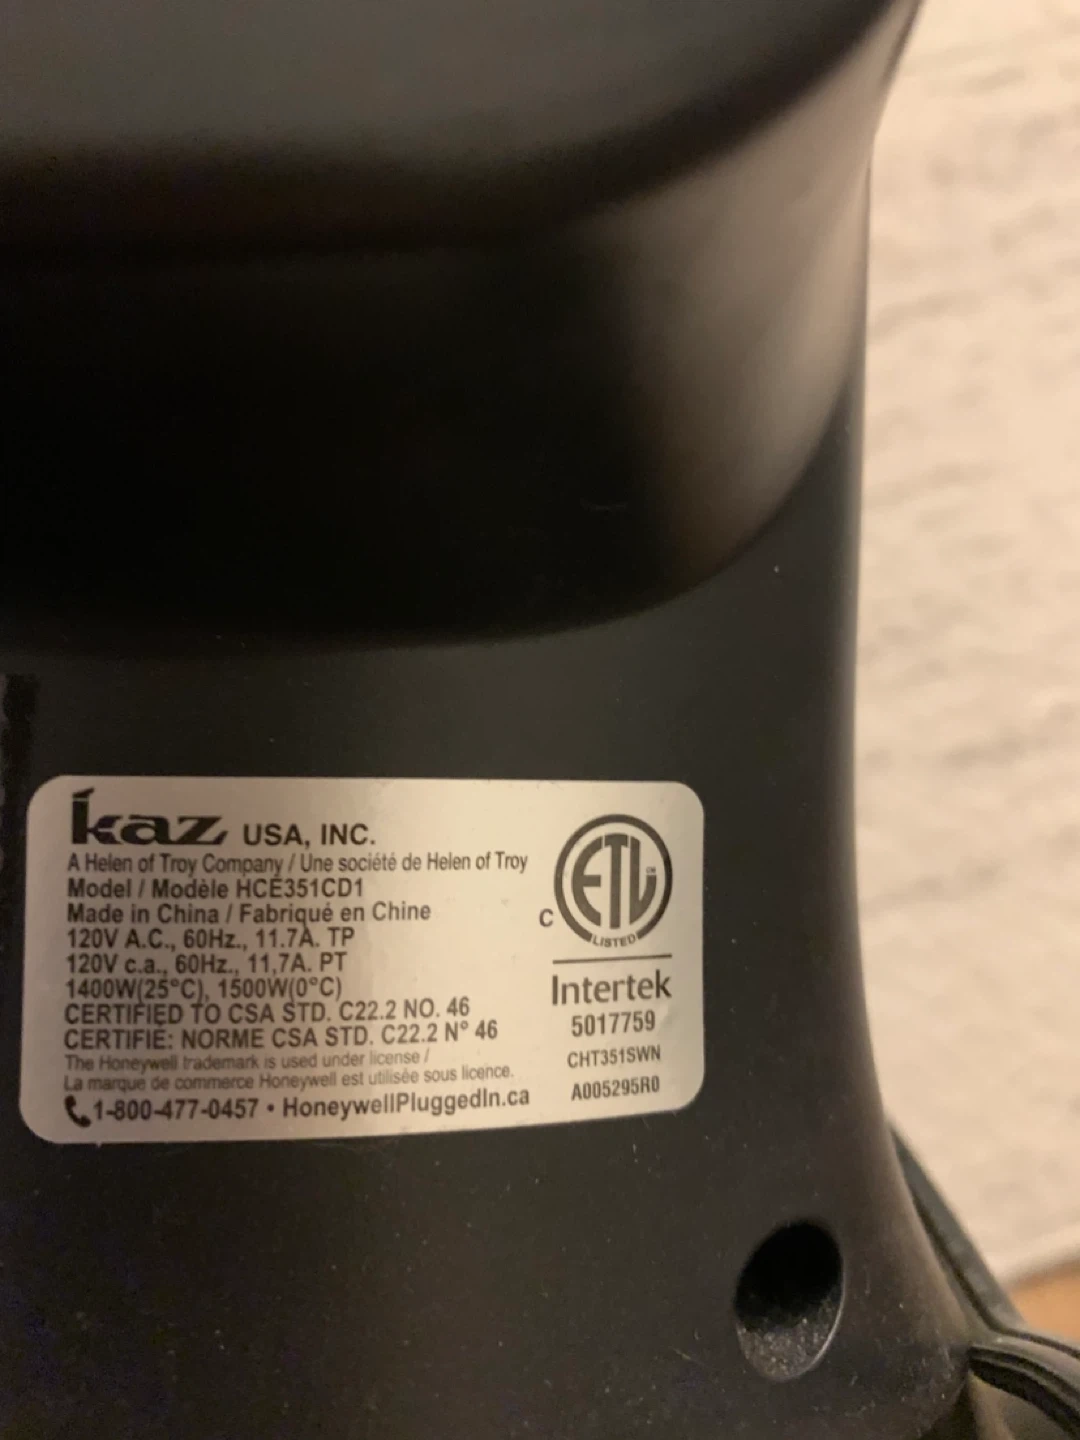 kaz USA, INC.
A Helen of Troy Company / Une société de Helen of Troy
Model / Modèle HCE351CD1
Made in China / Fabriqué en Chine
120V A.C., 60Hz., 11.7A. TP
120V c.a., 60Hz., 11,7A. PT
1400W(25°C), 1500W(0°C)
CERTIFIED TO CSA STD. C22.2 NO. 46
CERTIFIÉ: NORME CSA STD. C22.2 N° 46
The Honeywell trademark is used under license /
La marque de commerce Honeywell est utilisée sous licence.
1-800-477-0457 • HoneywellPluggedIn.ca
ETL
C
LISTED
Intertek
5017759
CHT351SWN
A005295R0